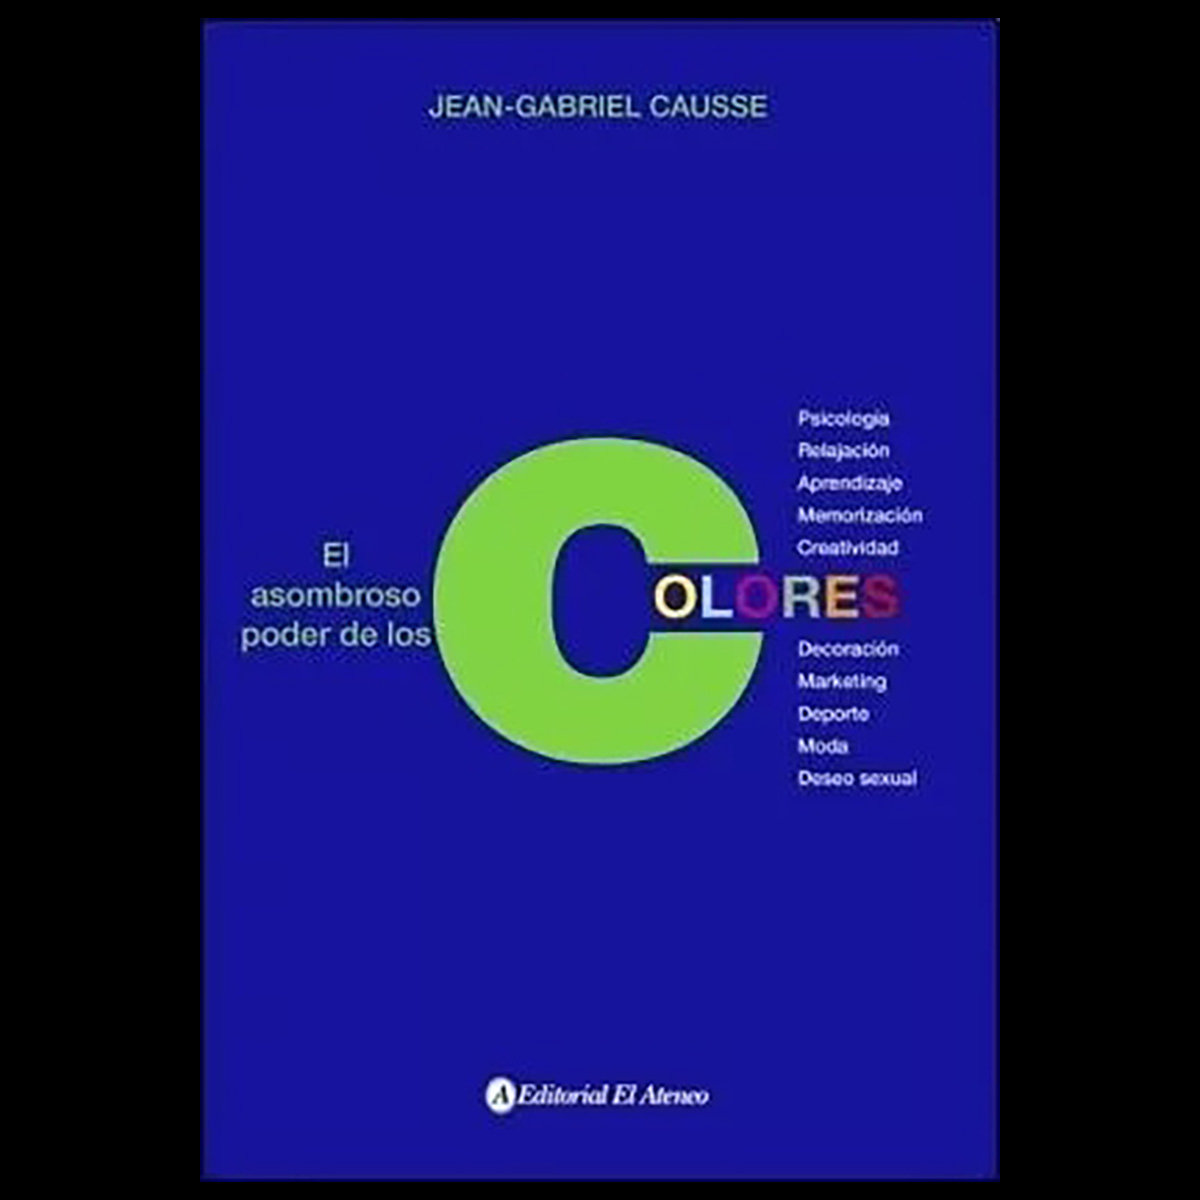 JEAN-GABRIEL CAUSSE
El
asombroso
poder de los
COLORES
Psicología
Relajación
Aprendizaje
Memorización
Creatividad
Decoración
Marketing
Deporte
Moda
Deseo sexual
A Editorial El Ateneo